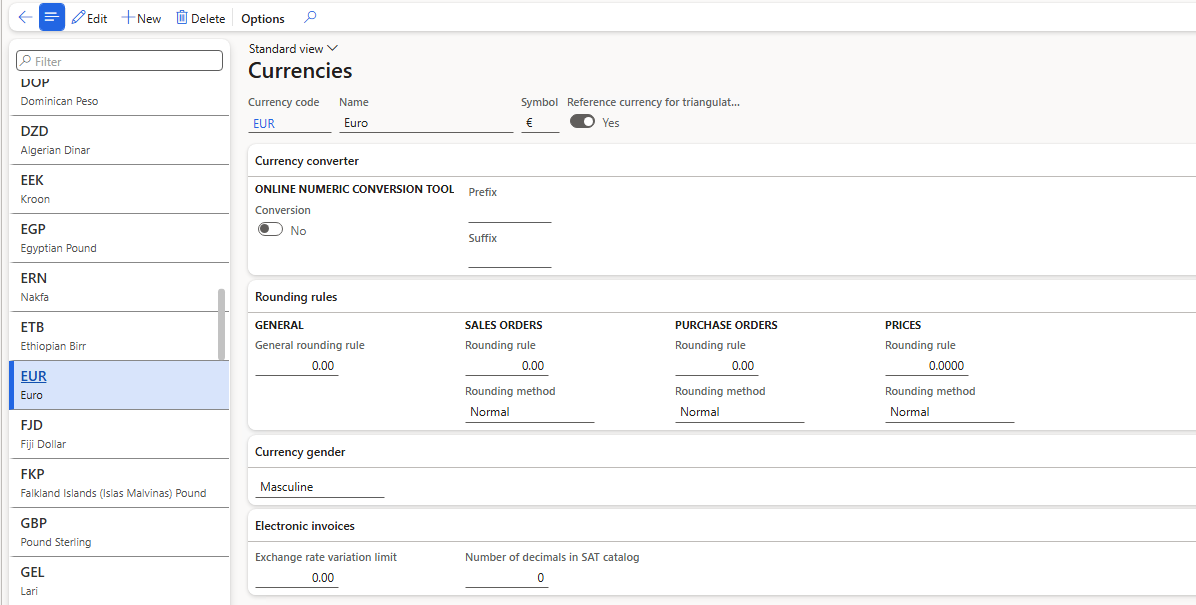 Edit
New
Delete
Options
Filter
DOP
Dominican Peso
DZD
Algerian Dinar
EEK
Kroon
EGP
Egyptian Pound
ERN
Nakfa
ETB
Ethiopian Birr
EUR
Euro
FJD
Fiji Dollar
FKP
Falkland Islands (Islas Malvinas) Pound
GBP
Pound Sterling
GEL
Lari
Standard view
Currencies
Currency code Name Symbol Reference currency for triangulat...
EUR Euro € Yes
Currency converter
ONLINE NUMERIC CONVERSION TOOL Prefix
Conversion
No
Suffix
Rounding rules
GENERAL SALES ORDERS PURCHASE ORDERS PRICES
General rounding rule Rounding rule Rounding rule Rounding rule
0.00 0.00 0.00 0.0000
Rounding method Rounding method Rounding method
Normal Normal Normal
Currency gender
Masculine
Electronic invoices
Exchange rate variation limit Number of decimals in SAT catalog
0.00 0